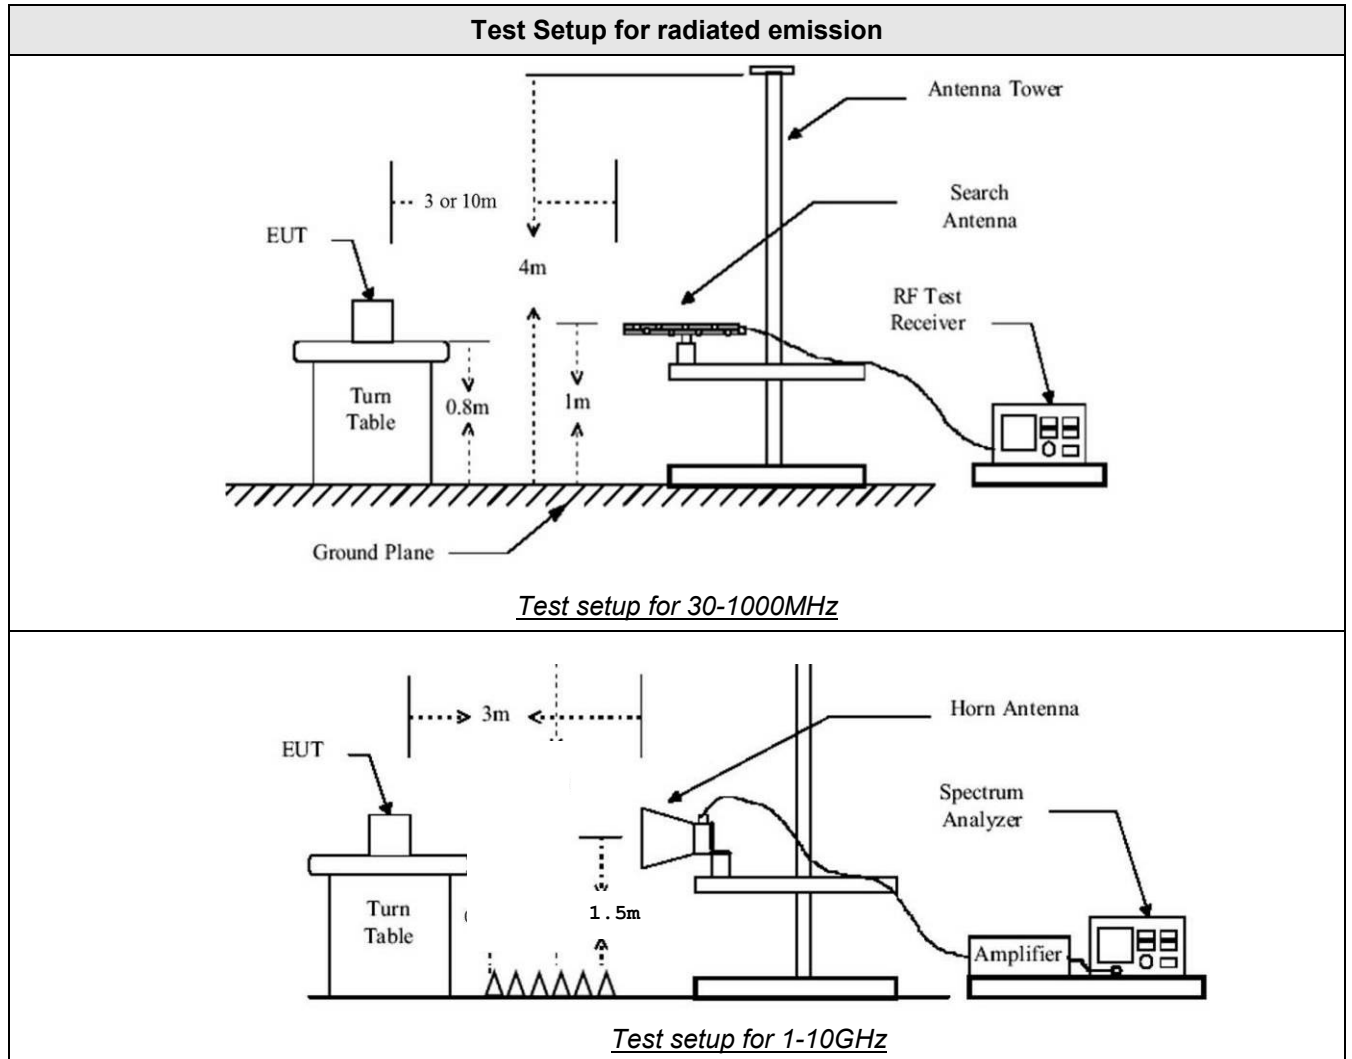 Test Setup for radiated emission
Antenna Tower
3 or 10m
Search
Antenna
EUT
4m
RF Test
Receiver
Turn
Table
0.8m
1m
Ground Plane
Test setup for 30-1000MHz
3m
Horn Antenna
EUT
Spectrum
Analyzer
Turn
Table
1.5m
Amplifier
Test setup for 1-10GHz